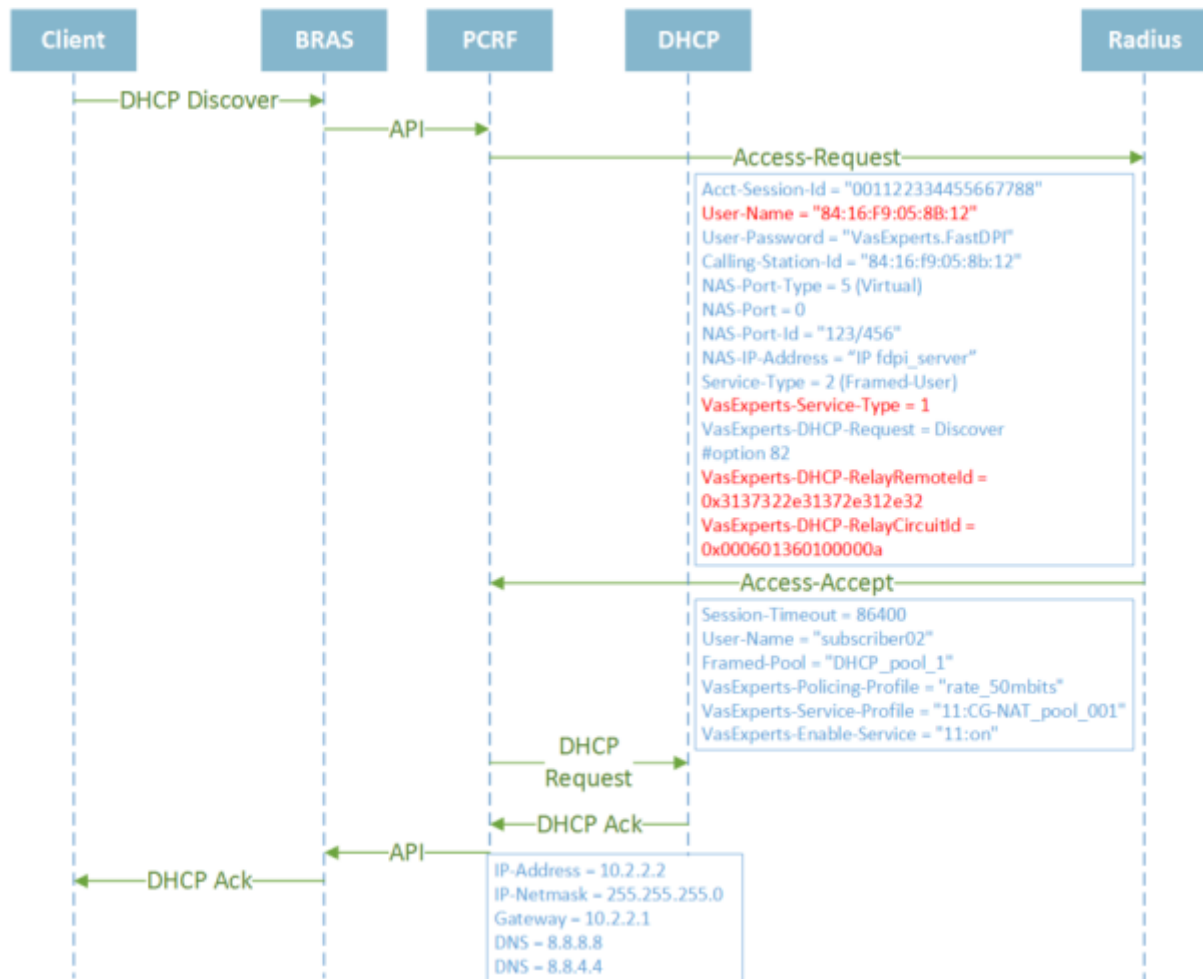 Client
BRAS
PCRF
DHCP
Radius
DHCP Discover
API
Access-Request
Acct-Session-Id = "001122334455667788"
User-Name = "84:16:F9:05:8B:12"
User-Password = "VasExperts.FastDPI"
Calling-Station-Id = "84:16:f9:05:8b:12"
NAS-Port-Type = 5 (Virtual)
NAS-Port = 0
NAS-Port-Id = "123/456"
NAS-IP-Address = “IP fdpi_server”
Service-Type = 2 (Framed-User)
VasExperts-Service-Type = 1
VasExperts-DHCP-Request = Discover
#option 82
VasExperts-DHCP-RelayRemoteId =
0x3137322e31372e312e32
VasExperts-DHCP-RelayCircuitId =
0x000601360100000a
Access-Accept
Session-Timeout = 86400
User-Name = "subscriber02"
Framed-Pool = "DHCP_pool_1"
VasExperts-Policing-Profile = "rate_50mbits"
VasExperts-Service-Profile = "11:CG-NAT_pool_001"
VasExperts-Enable-Service = "11:on"
DHCP
Request
DHCP Ack
API
DHCP Ack
IP-Address = 10.2.2.2
IP-Netmask = 255.255.255.0
Gateway = 10.2.2.1
DNS = 8.8.8.8
DNS = 8.8.4.4